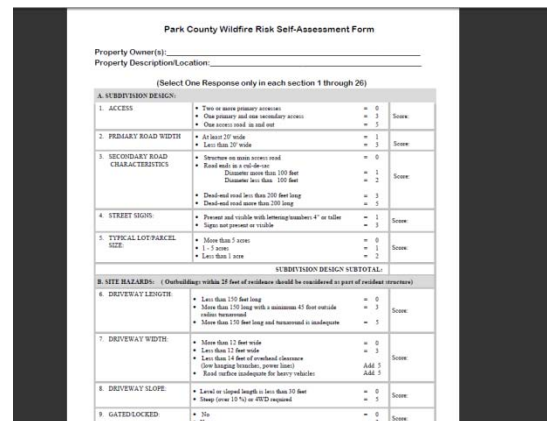 Park County Wildfire Risk Self-Assessment Form
Property Owner(s):
Property Description/Location:
(Select One Response only in each section 1 through 26)
A. SUBDIVISION DESIGN:
1. ACCESS
• Two or more primary accesses = 0
• One primary and one secondary access = 3
• One access road in and out = 5
Score:
2. PRIMARY ROAD WIDTH
• At least 20' wide = 1
• Less than 20' wide = 3
Score:
3. SECONDARY ROAD
CHARACTERISTICS
• Structure on main access road = 0
• Road ends in a cul-de-sac:
Diameter more than 100 feet = 1
Diameter less than 100 feet = 2
• Dead-end road less than 200 feet long = 3
• Dead-end road more than 200 long = 5
Score:
4. STREET SIGNS:
• Present and visible with lettering/numbers 4" or taller = 1
• Signs not present or visible = 3
Score:
5. TYPICAL LOT/PARCEL
SIZE:
• More than 5 acres = 0
• 1 - 5 acres = 1
• Less than 1 acre = 2
Score:
SUBDIVISION DESIGN SUBTOTAL:
B. SITE HAZARDS: ( Outbuildings within 25 feet of residence should be considered as part of resident structure)
6. DRIVEWAY LENGTH:
• Less than 150 feet long = 0
• More than 150 long with a minimum 45 foot outside = 3
radius turnaround
• More than 150 feet long and turnaround is inadequate = 5
Score:
7. DRIVEWAY WIDTH:
• More than 12 feet wide = 0
• Less than 12 feet wide = 3
• Less than 14 feet of overhead clearance
(low hanging branches, power lines) Add 5
• Road surface inadequate for heavy vehicles Add 5
Score:
8. DRIVEWAY SLOPE:
• Level or sloped length is less than 30 feet = 0
• Steep (over 10 %) or 4WD required = 5
Score:
9. GATED/LOCKED:
• No = 0
Score: